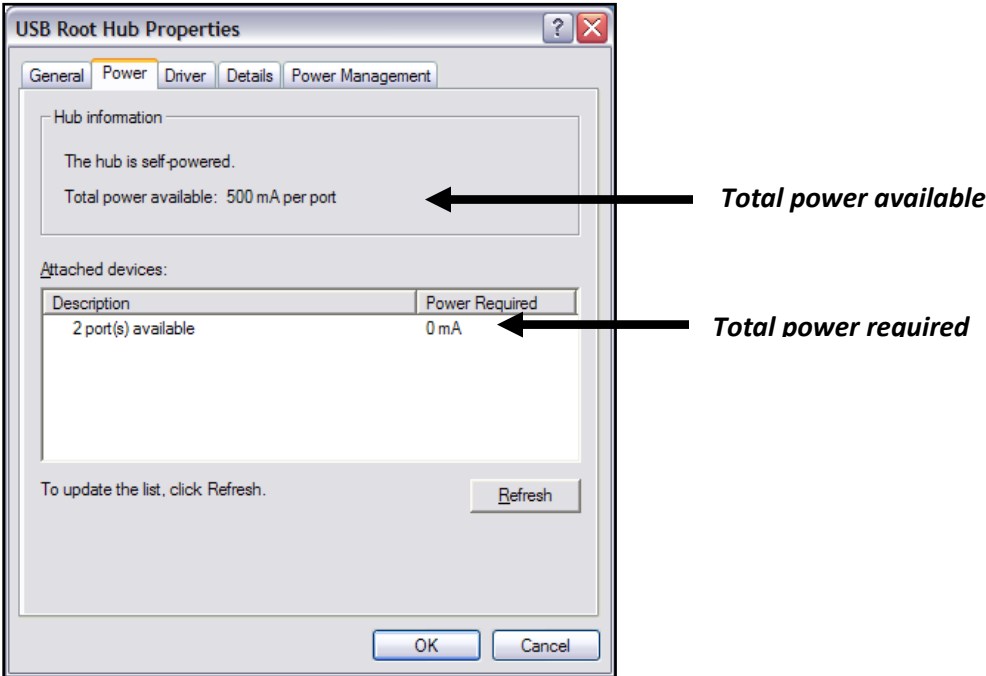 USB Root Hub Properties
General Power Driver Details Power Management
Hub information
The hub is self-powered.
Total power available: 500 mA per port
Total power available
Attached devices:
Description Power Required
2 port(s) available 0 mA
Total power required
To update the list, click Refresh.
Refresh
OK Cancel